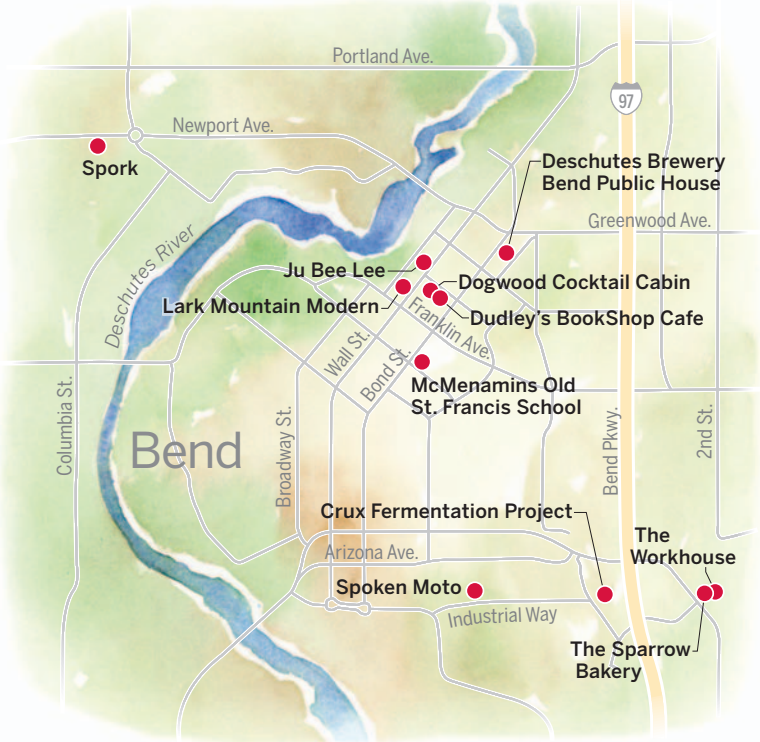 Portland Ave.
97
Newport Ave.
Spork
Deschutes Brewery
Bend Public House
Greenwood Ave.
Deschutes River
Ju Bee Lee
Dogwood Cocktail Cabin
Lark Mountain Modern
Dudley's BookShop Cafe
Franklin Ave.
Wall St.
Bond St.
McMenamins Old
St. Francis School
Columbia St.
Bend
Broadway St.
Bend Pkwy.
2nd St.
Crux Fermentation Project
Arizona Ave.
The
Workhouse
Spoken Moto
Industrial Way
The Sparrow
Bakery